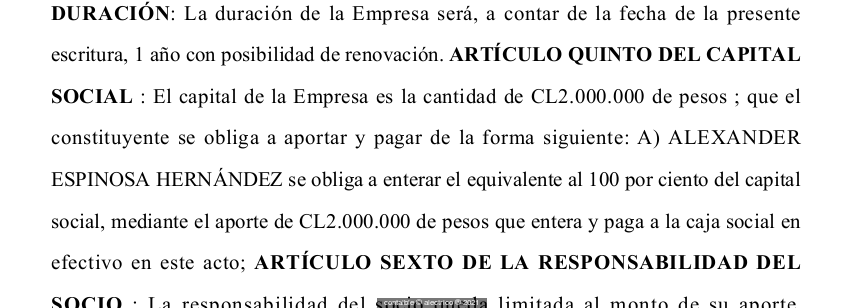 DURACIÓN: La duración de la Empresa será, a contar de la fecha de la presente
escritura, 1 año con posibilidad de renovación. ARTÍCULO QUINTO DEL CAPITAL
SOCIAL : El capital de la Empresa es la cantidad de CL2.000.000 de pesos ; que el
constituyente se obliga a aportar y pagar de la forma siguiente: A) ALEXANDER
ESPINOSA HERNÁNDEZ se obliga a enterar el equivalente al 100 por ciento del capital
social, mediante el aporte de CL2.000.000 de pesos que entera y paga a la caja social en
efectivo en este acto; ARTÍCULO SEXTO DE LA RESPONSABILIDAD DEL
SOCIO : La responsabilidad del limitada al monto de su aporte.